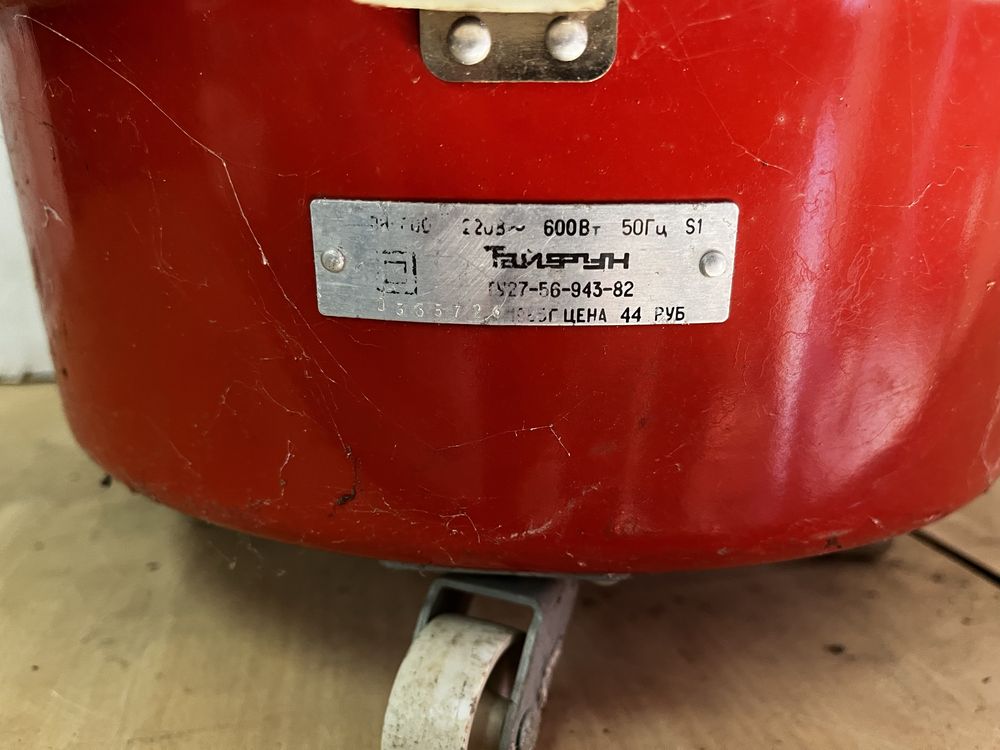 220В~ 600Вт 50Гц S1
Тайфун
ТУ27-56-943-82
ЦЕНА 44 РУБ